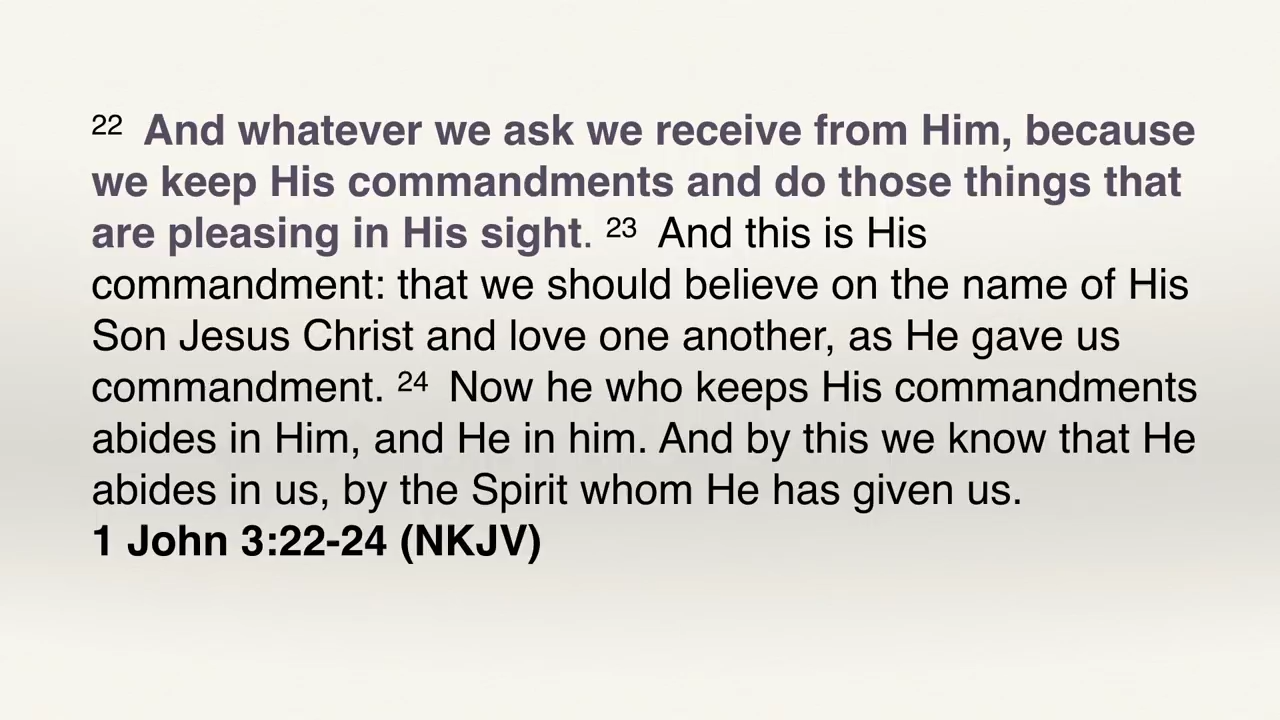 22 And whatever we ask we receive from Him, because
we keep His commandments and do those things that
are pleasing in His sight. 23 And this is His
commandment: that we should believe on the name of His
Son Jesus Christ and love one another, as He gave us
commandment. 24 Now he who keeps His commandments
abides in Him, and He in him. And by this we know that He
abides in us, by the Spirit whom He has given us.
1 John 3:22-24 (NKJV)